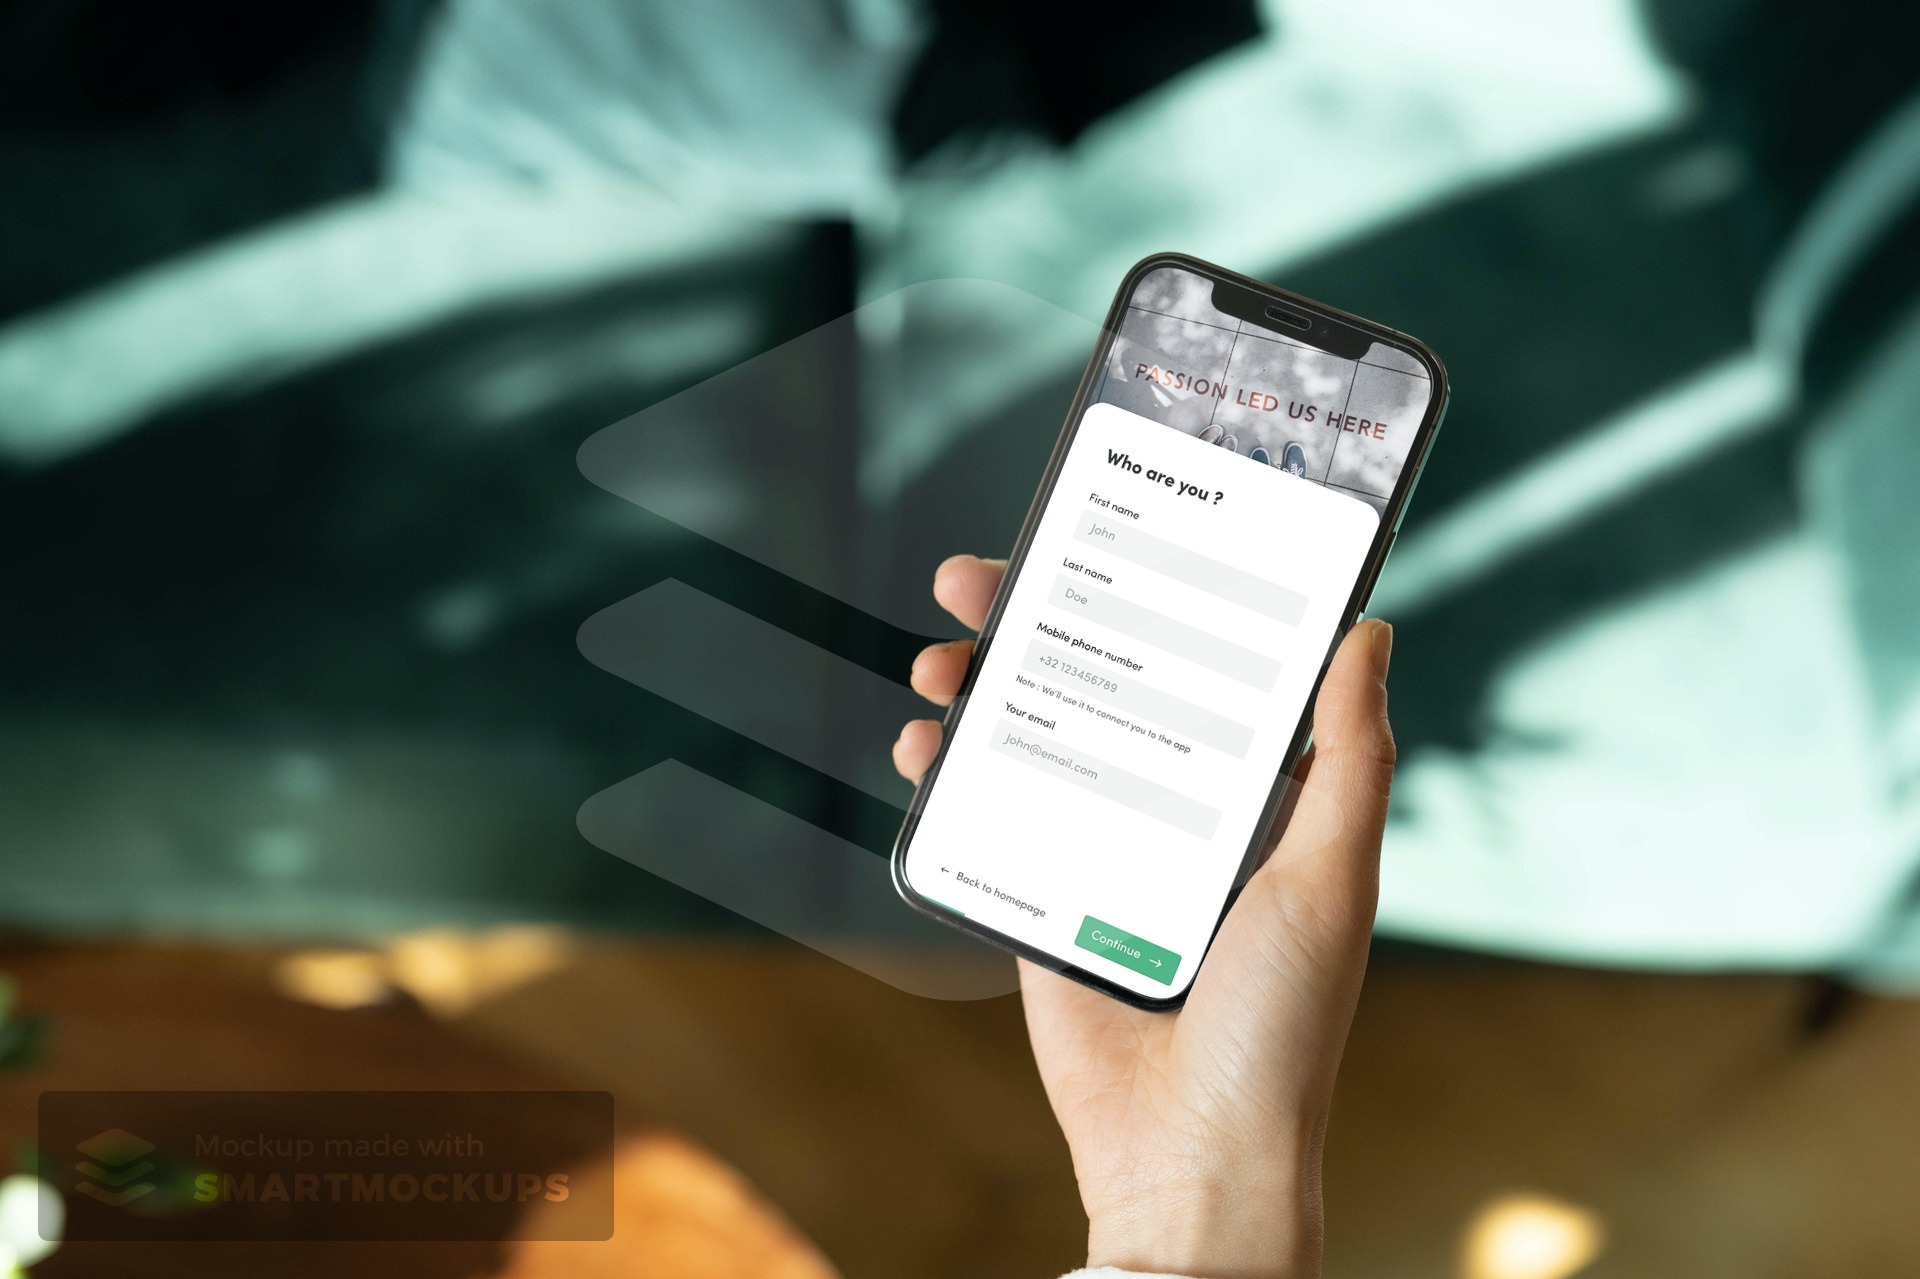 PASSION LED US HERE
Who are you ?
First name
John
Last name
Doe
Mobile phone number
+32 123456789
Note : We'll use it to connect you to the app
Your email
John@email.com
← Back to homepage
Continue →
Mockup made with
SMARTMOCKUPS